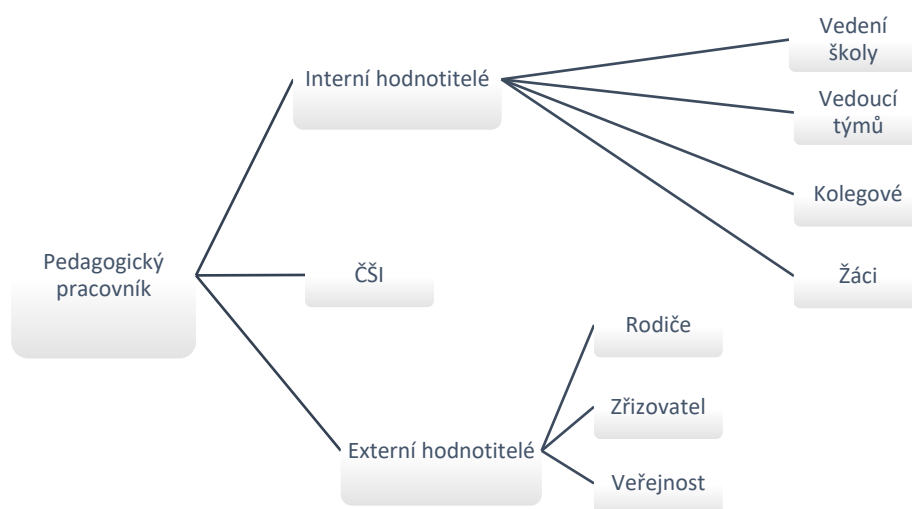 Vedení
školy
Interní hodnotitelé
Vedoucí
týmů
Kolegové
Pedagogický
pracovník
ČŠI
Žáci
Rodiče
Zřizovatel
Externí hodnotitelé
Veřejnost